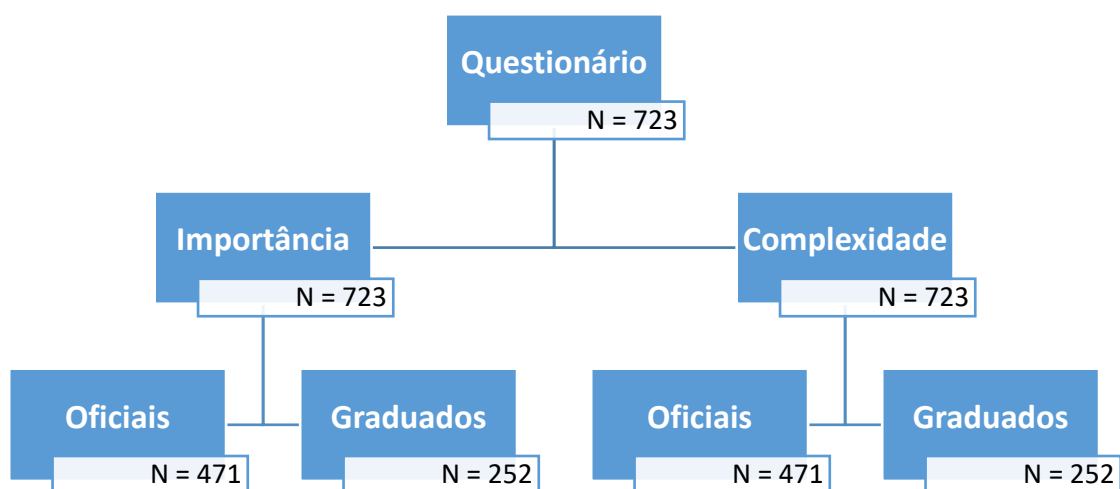 Questionário
N = 723
Importância
N = 723
Complexidade
N = 723
Oficiais
N = 471
Graduados
N = 252
Oficiais
N = 471
Graduados
N = 252